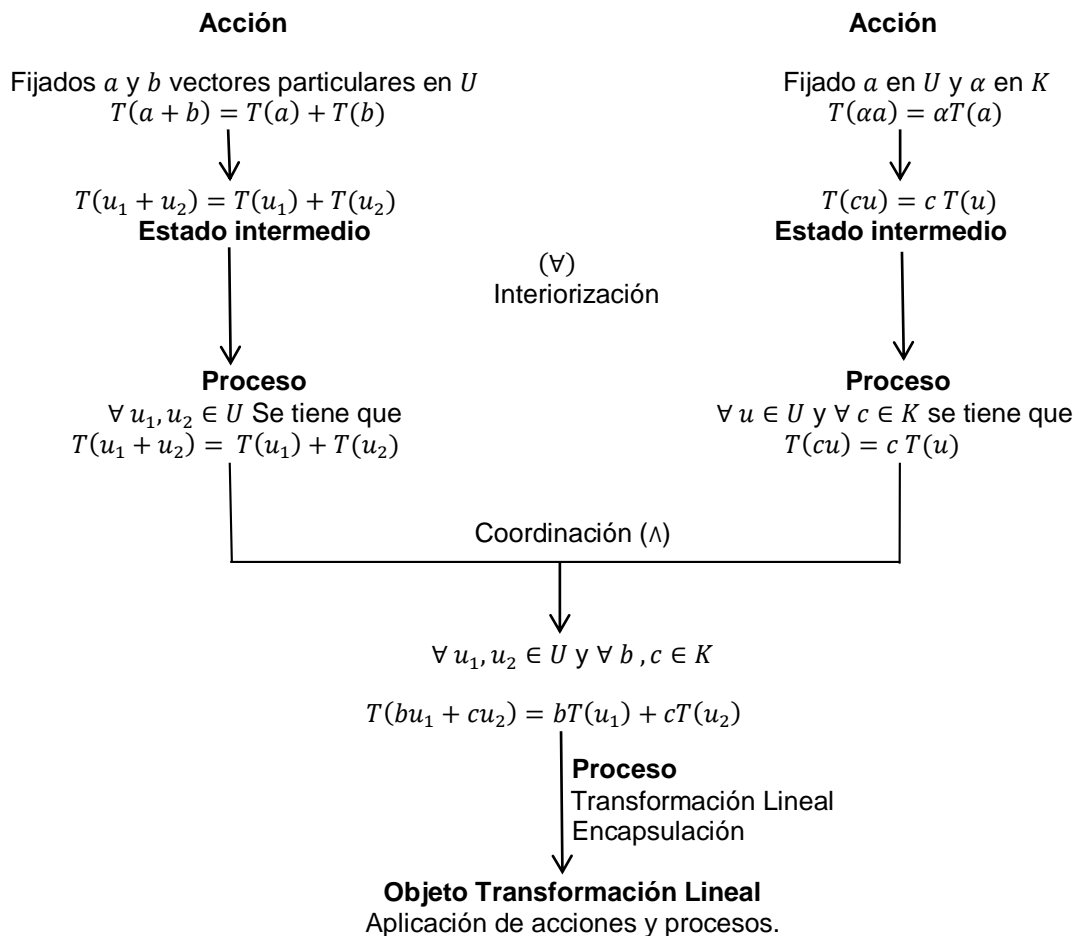 Acción
Fijados a y b vectores particulares en U
T(a + b) = T(a) + T(b)
T(u₁ + u₂) = T(u₁) + T(u₂)
Estado intermedio
Acción
Fijado a en U y α en K
T(αa) = αT(a)
T(cu) = c T(u)
Estado intermedio
(∀)
Interiorización
Proceso
∀ u₁, u₂ ∈ U Se tiene que
T(u₁ + u₂) = T(u₁) + T(u₂)
Proceso
∀ u ∈ U y ∀ c ∈ K se tiene que
T(cu) = c T(u)
Coordinación (∧)
∀ u₁, u₂ ∈ U y ∀ b , c ∈ K
T(bu₁ + cu₂) = bT(u₁) + cT(u₂)
Proceso
Transformación Lineal
Encapsulación
Objeto Transformación Lineal
Aplicación de acciones y procesos.